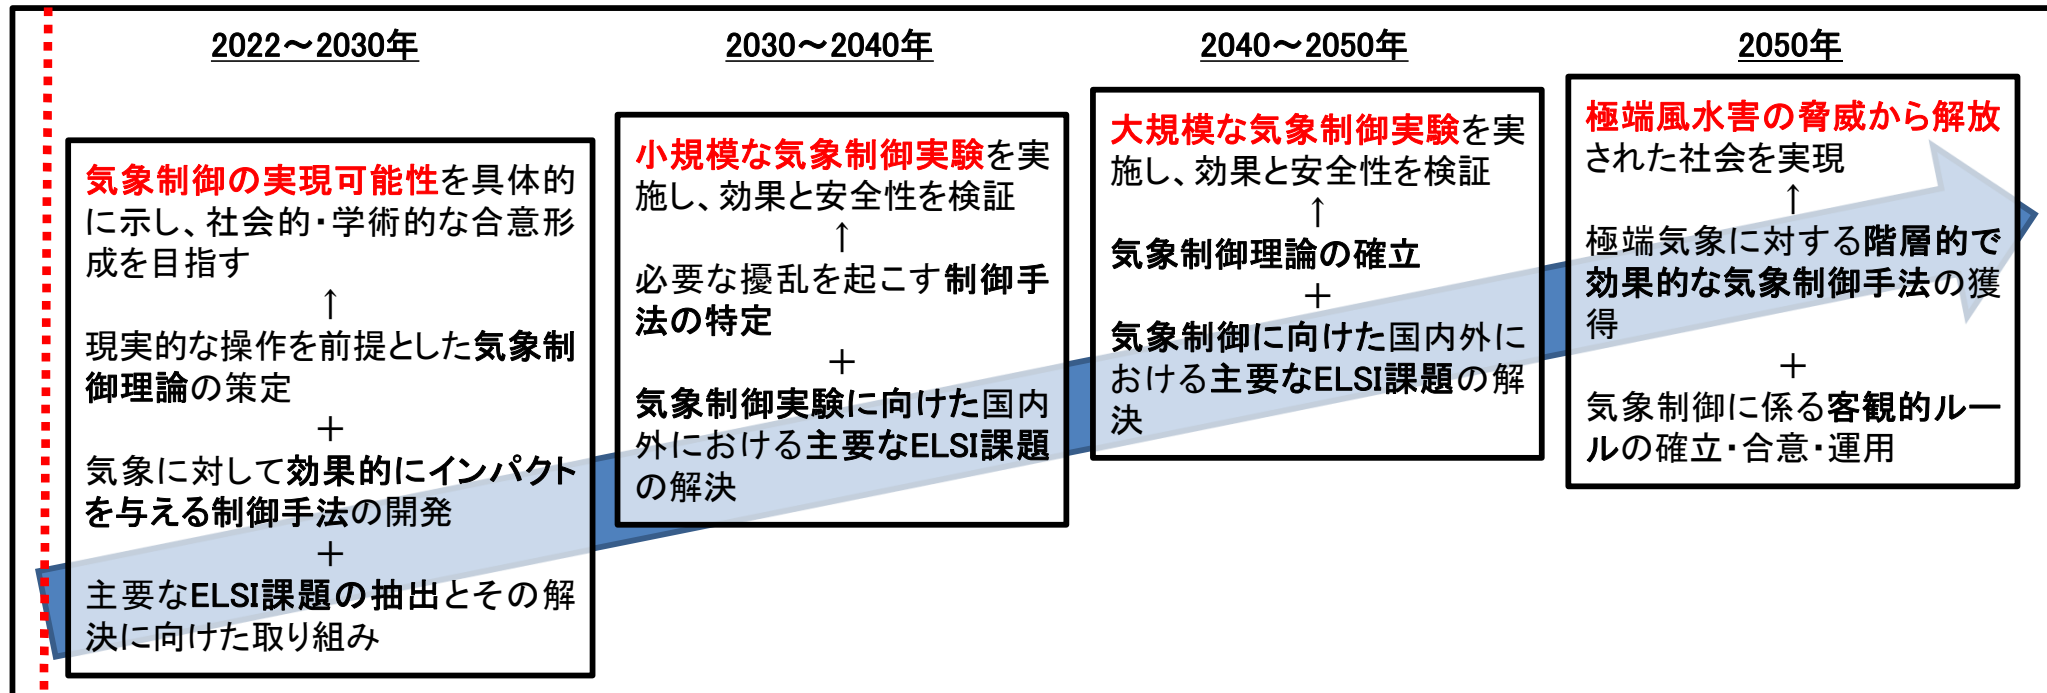 2022～2030年
気象制御の実現可能性を具体的
に示し、社会的・学術的な合意形
成を目指す
↑
現実的な操作を前提とした気象制
御理論の策定
＋
気象に対して効果的にインパクト
を与える制御手法の開発
＋
主要なELSI課題の抽出とその解
決に向けた取り組み
2030～2040年
小規模な気象制御実験を実
施し、効果と安全性を検証
↑
必要な擾乱を起こす制御手
法の特定
＋
気象制御実験に向けた国内
外における主要なELSI課題
の解決
2040～2050年
大規模な気象制御実験を実
施し、効果と安全性を検証
↑
気象制御理論の確立
＋
気象制御に向けた国内外に
おける主要なELSI課題の解
決
2050年
極端風水害の脅威から解放
された社会を実現
↑
極端気象に対する階層的で
効果的な気象制御手法の獲
得
＋
気象制御に係る客観的ルー
ルの確立・合意・運用